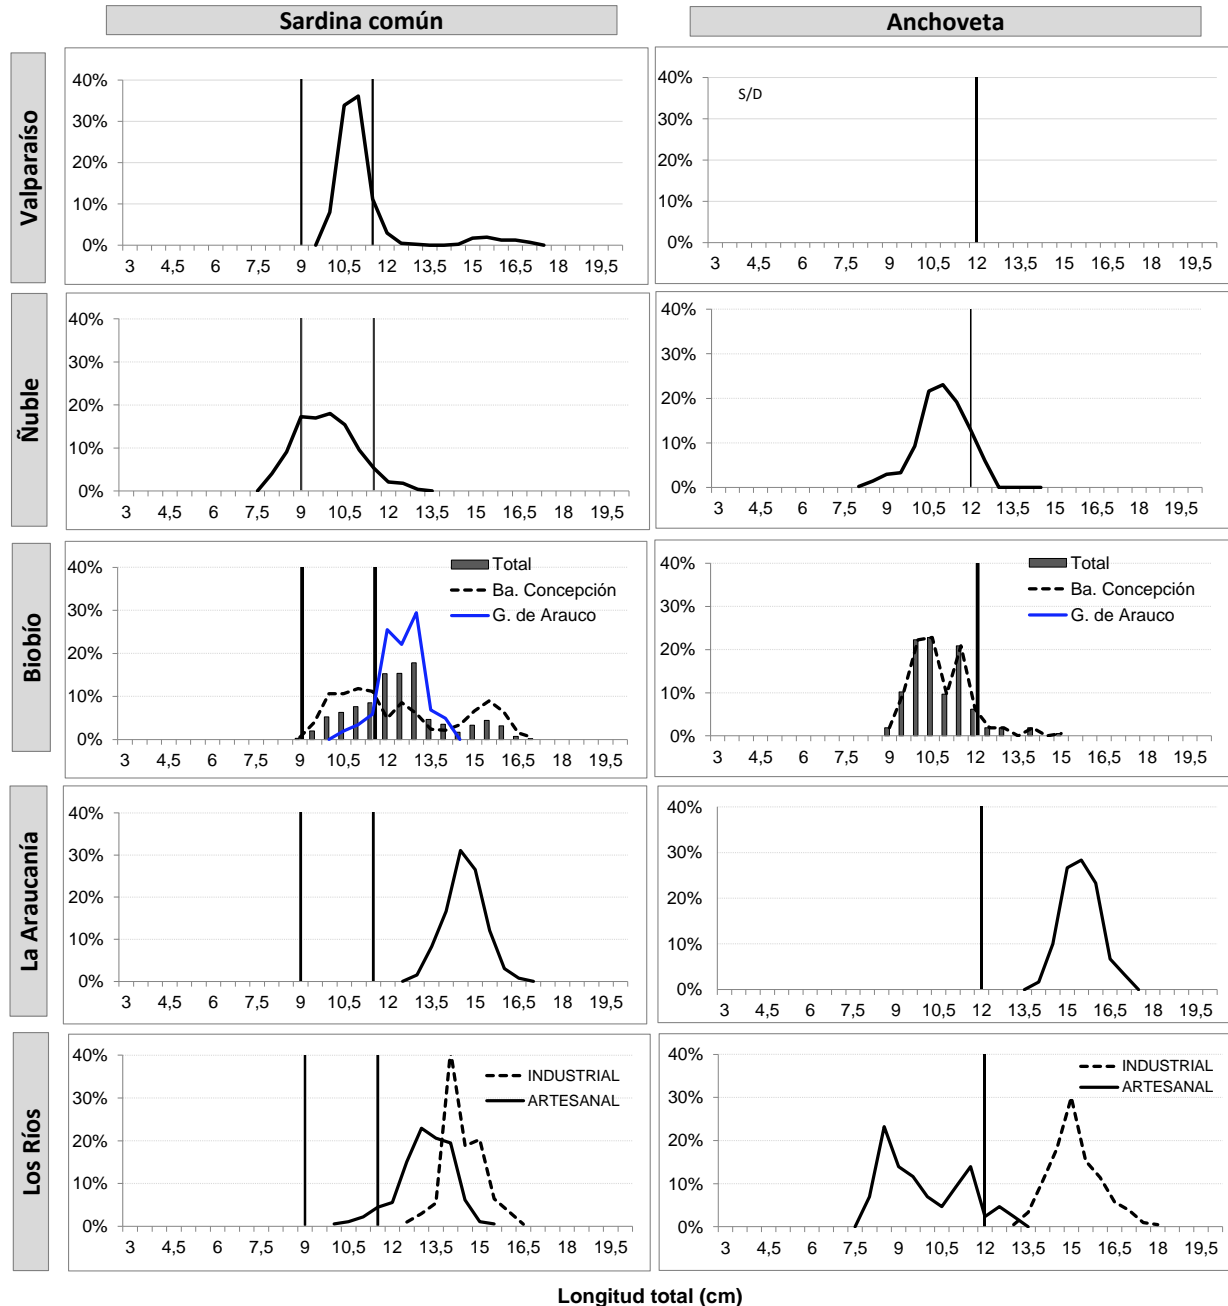 Sardina común
Anchoveta
Valparaíso
40%
30%
20%
10%
0%
3 4,5 6 7,5 9 10,5 12 13,5 15 16,5 18 19,5
S/D
40%
30%
20%
10%
0%
3 4,5 6 7,5 9 10,5 12 13,5 15 16,5 18 19,5
Ñuble
40%
30%
20%
10%
0%
3 4,5 6 7,5 9 10,5 12 13,5 15 16,5 18 19,5
40%
30%
20%
10%
0%
3 4,5 6 7,5 9 10,5 12 13,5 15 16,5 18 19,5
Biobío
Total
Ba. Concepción
G. de Arauco
40%
30%
20%
10%
0%
3 4,5 6 7,5 9 10,5 12 13,5 15 16,5 18 19,5
Total
Ba. Concepción
G. de Arauco
40%
30%
20%
10%
0%
3 4,5 6 7,5 9 10,5 12 13,5 15 16,5 18 19,5
La Araucanía
40%
30%
20%
10%
0%
3 4,5 6 7,5 9 10,5 12 13,5 15 16,5 18 19,5
40%
30%
20%
10%
0%
3 4,5 6 7,5 9 10,5 12 13,5 15 16,5 18 19,5
Los Ríos
INDUSTRIAL
ARTESANAL
40%
30%
20%
10%
0%
3 4,5 6 7,5 9 10,5 12 13,5 15 16,5 18 19,5
INDUSTRIAL
ARTESANAL
40%
30%
20%
10%
0%
3 4,5 6 7,5 9 10,5 12 13,5 15 16,5 18 19,5
Longitud total (cm)